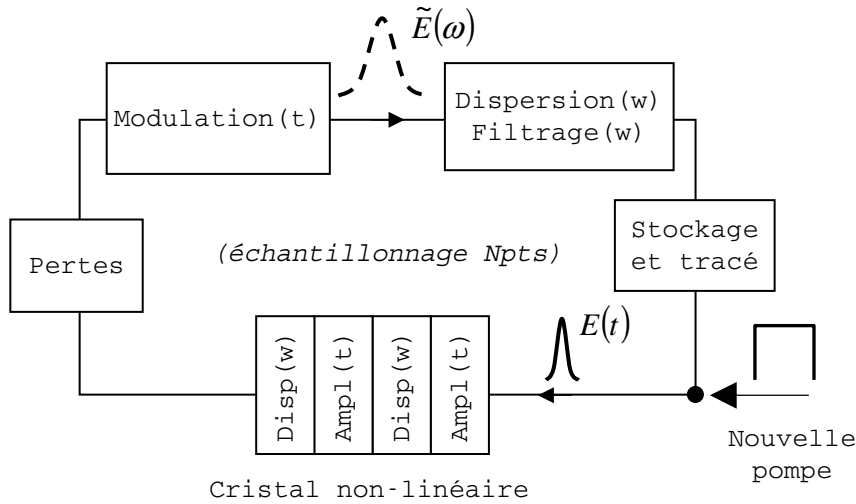 Ẽ(ω)
Modulation(t)
Dispersion(w)
Filtrage(w)
Pertes
(échantillonnage Npts)
Stockage
et tracé
Disp(w)
Ampl(t)
Disp(w)
Ampl(t)
E(t)
Nouvelle
pompe
Cristal non-linéaire